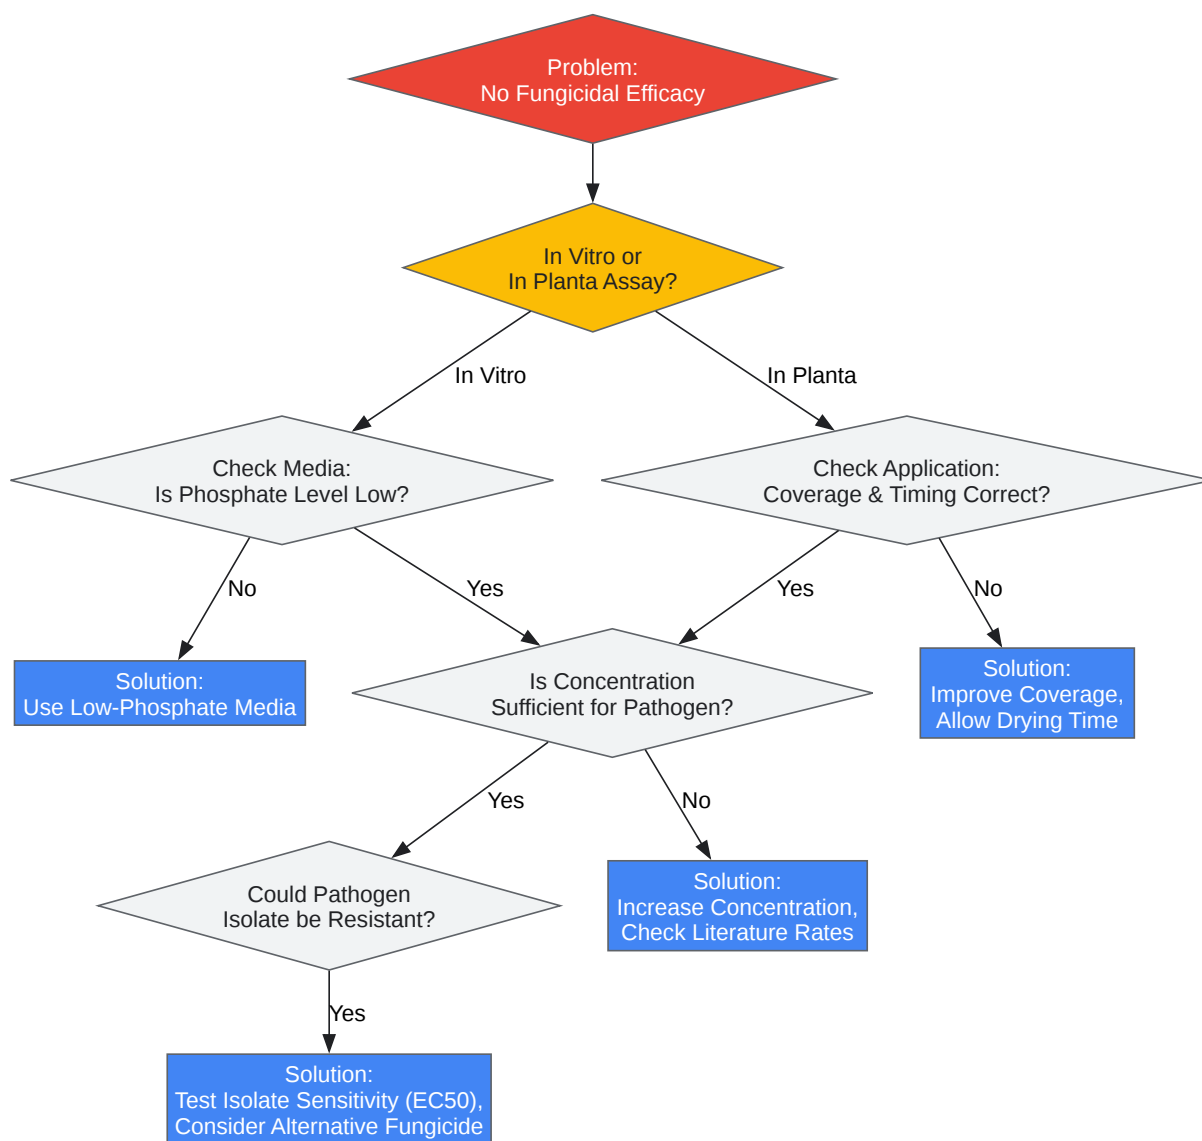 Problem:
No Fungicidal Efficacy
In Vitro or
In Planta Assay?
In Vitro
In Planta
Check Media:
Is Phosphate Level Low?
Check Application:
Coverage & Timing Correct?
No
Yes
Yes
No
Solution:
Use Low-Phosphate Media
Is Concentration
Sufficient for Pathogen?
Solution:
Improve Coverage,
Allow Drying Time
Yes
No
Could Pathogen
Isolate be Resistant?
Solution:
Increase Concentration,
Check Literature Rates
Yes
Solution:
Test Isolate Sensitivity (EC50),
Consider Alternative Fungicide